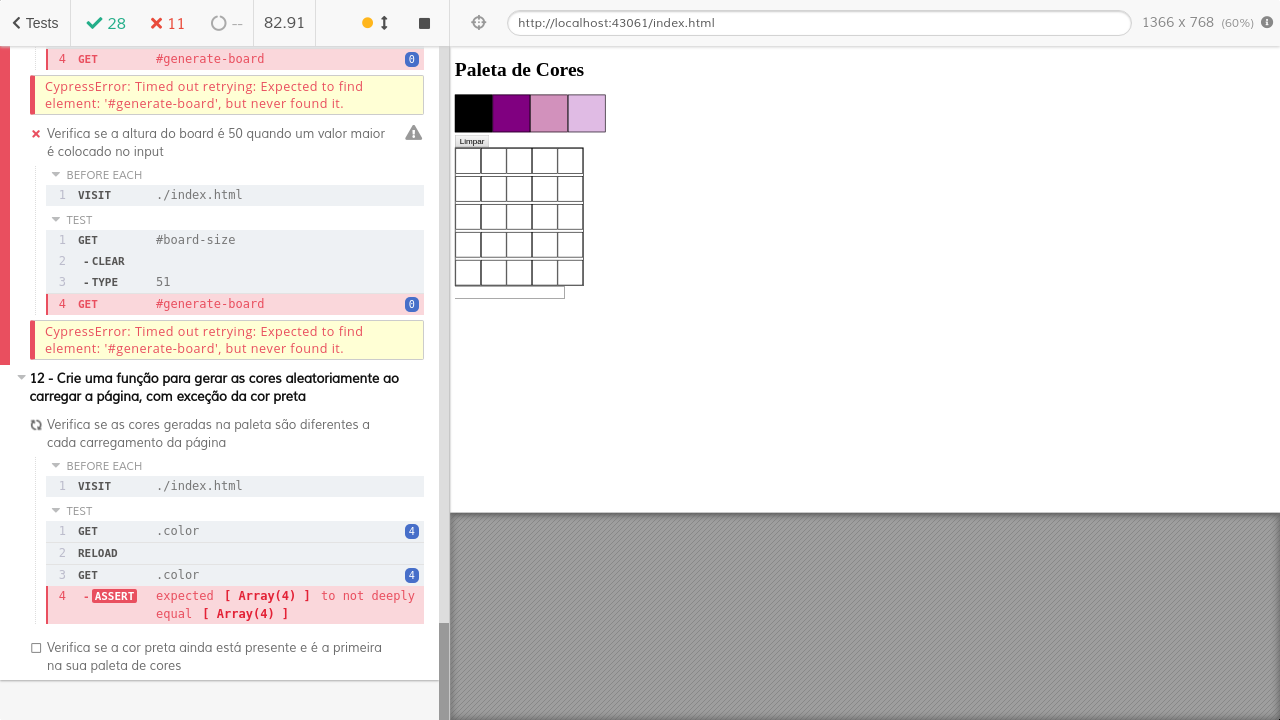 Tests 28 11 -- 82.91 http://localhost:43061/index.html 1366 x 768 (60%)
4 GET #generate-board 0
CypressError: Timed out retrying: Expected to find
element: '#generate-board', but never found it.
Verifica se a altura do board é 50 quando um valor maior
é colocado no input
BEFORE EACH
1 VISIT ./index.html
TEST
1 GET #board-size
2 - CLEAR
3 - TYPE 51
4 GET #generate-board 0
CypressError: Timed out retrying: Expected to find
element: '#generate-board', but never found it.
12 - Crie uma função para gerar as cores aleatoriamente ao
carregar a página, com exceção da cor preta
Verifica se as cores geradas na paleta são diferentes a
cada carregamento da página
BEFORE EACH
1 VISIT ./index.html
TEST
1 GET .color 4
2 RELOAD
3 GET .color 4
4 - ASSERT expected [ Array(4) ] to not deeply
equal [ Array(4) ]
Verifica se a cor preta ainda está presente e é a primeira
na sua paleta de cores
Paleta de Cores
Limpar